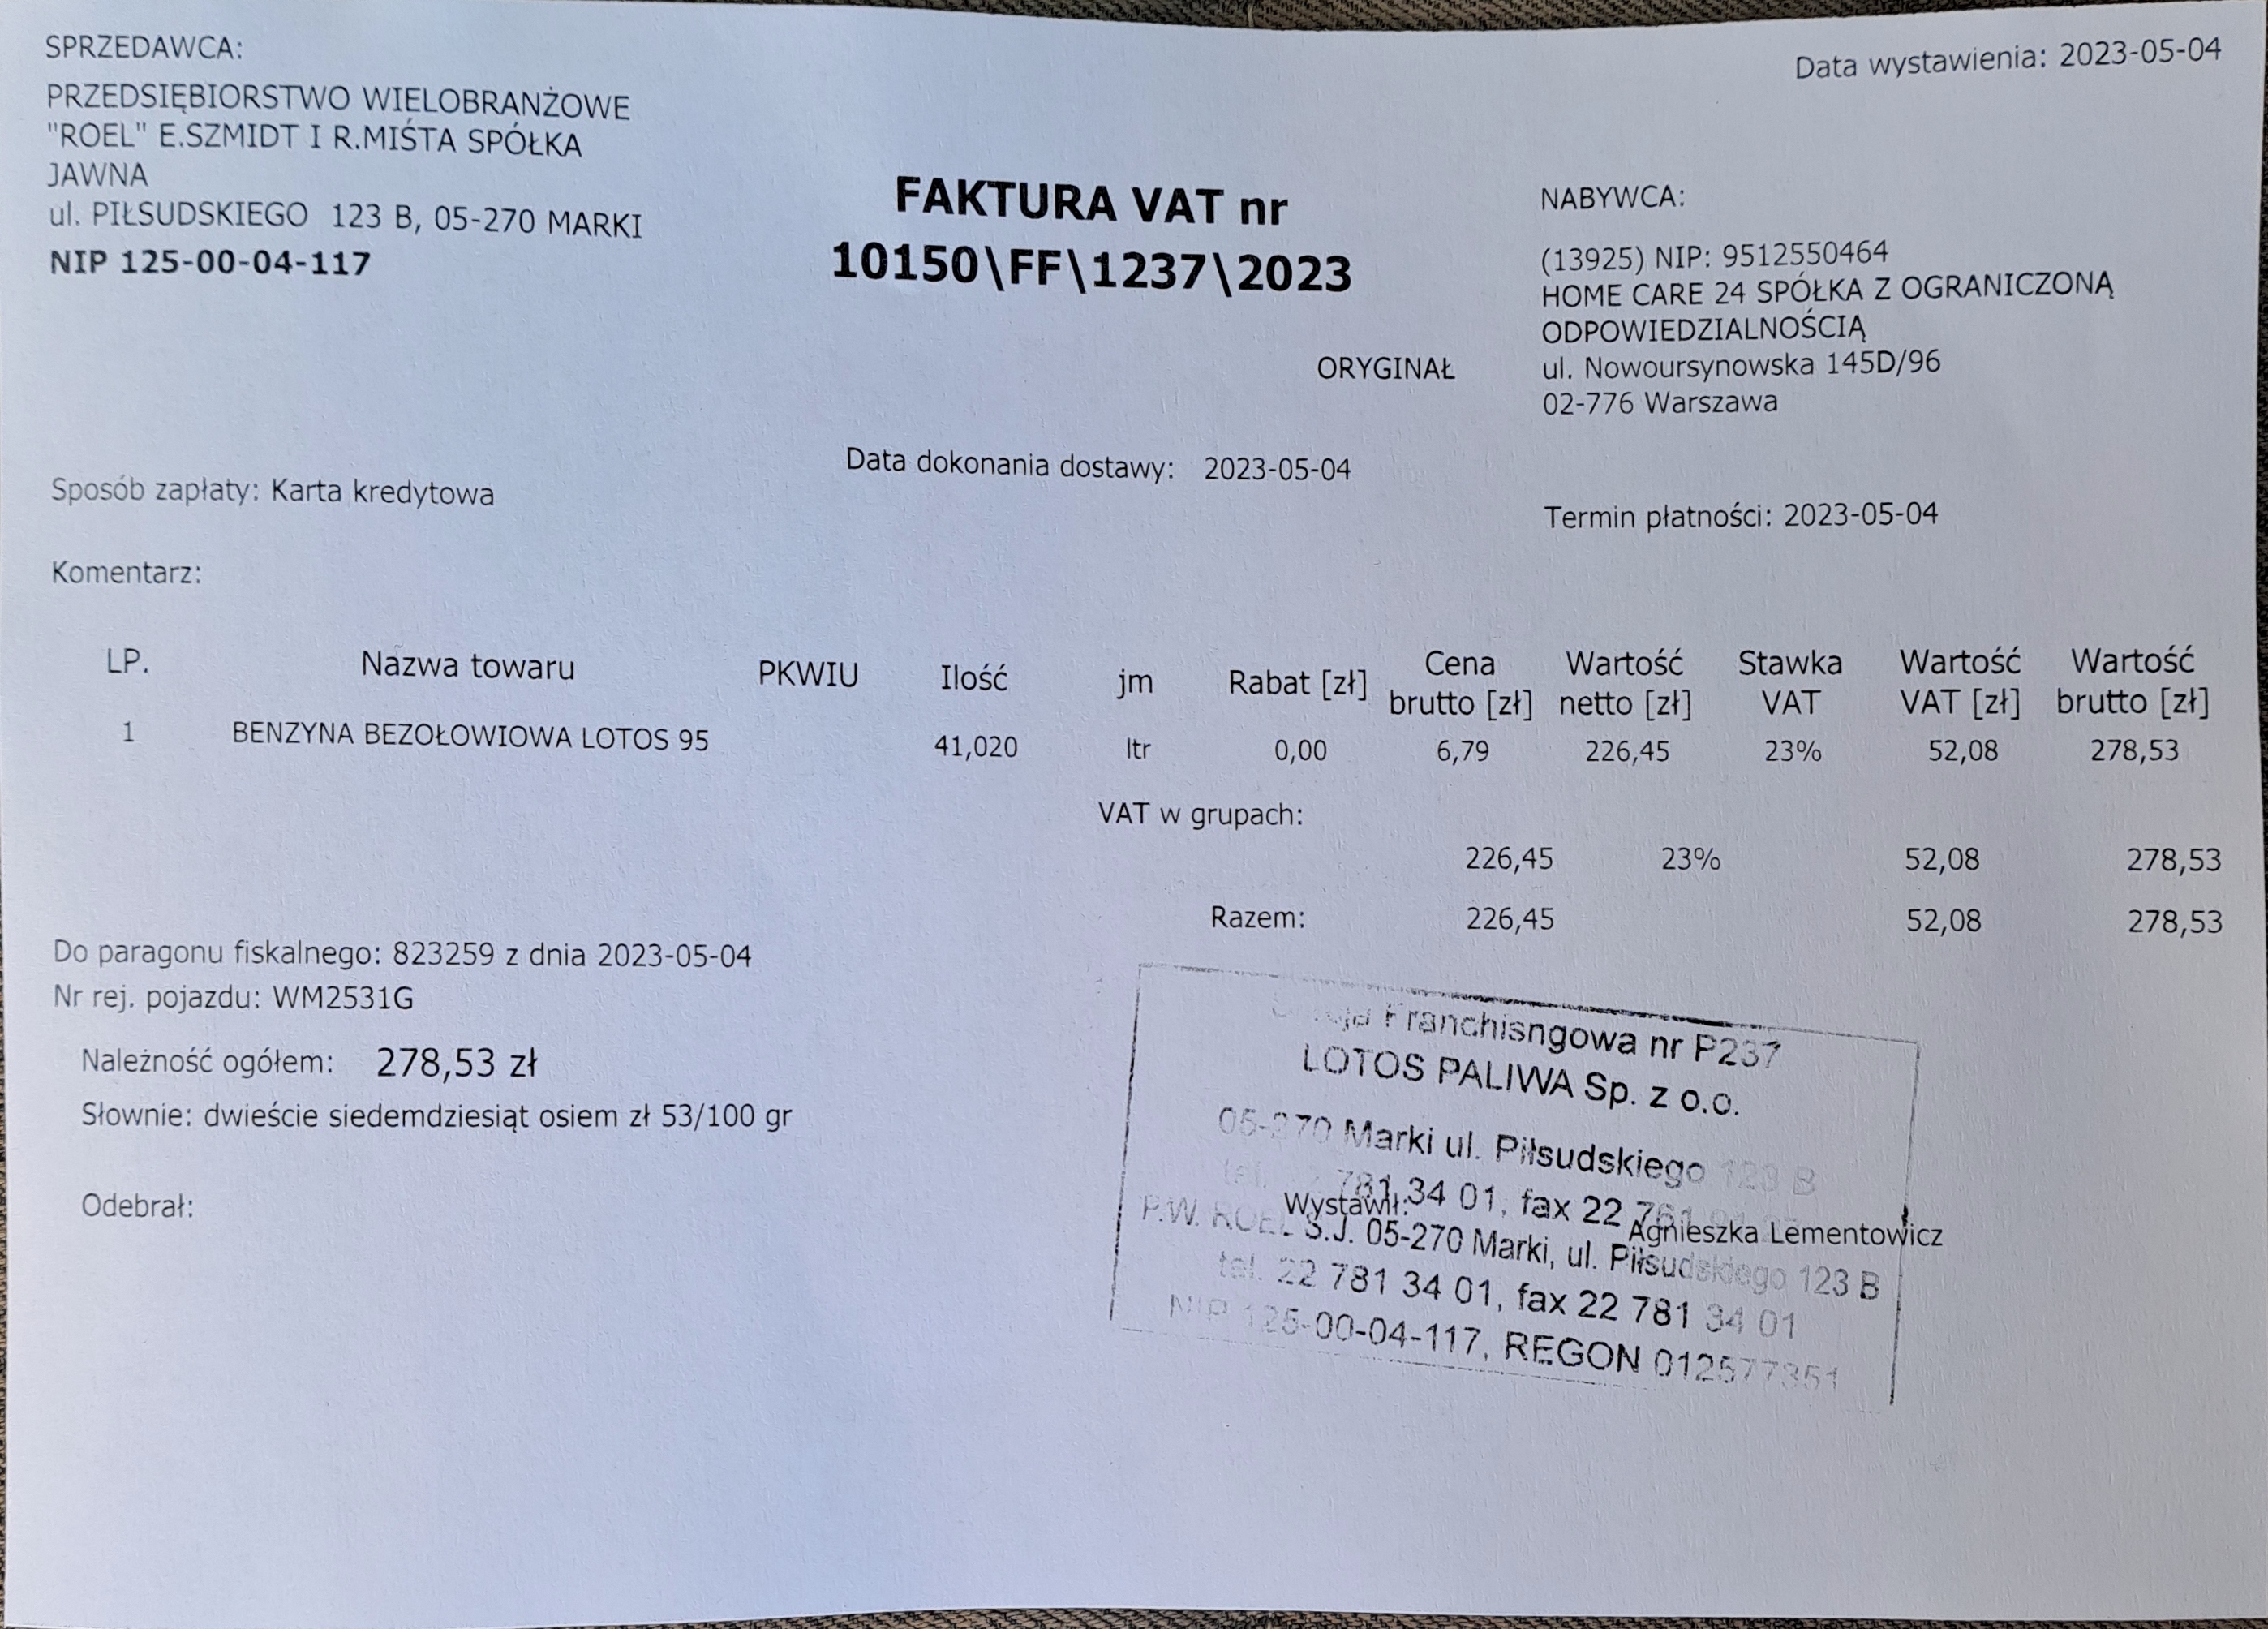 SPRZEDAWCA:
PRZEDSIĘBIORSTWO WIELOBRANŻOWE
"ROEL" E.SZMIDT I R.MIŚTA SPÓŁKA
JAWNA
ul. PIŁSUDSKIEGO 123 B, 05-270 MARKI
NIP 125-00-04-117
Data wystawienia: 2023-05-04
FAKTURA VAT nr
10150\FF\1237\2023
ORYGINAŁ
NABYWCA:
(13925) NIP: 9512550464
HOME CARE 24 SPÓŁKA Z OGRANICZONĄ
ODPOWIEDZIALNOŚCIĄ
ul. Nowoursynowska 145D/96
02-776 Warszawa
Data dokonania dostawy: 2023-05-04
Sposób zapłaty: Karta kredytowa
Termin płatności: 2023-05-04
Komentarz:
LP. Nazwa towaru PKWIU Ilość jm Rabat [zł] Cena brutto [zł] Wartość netto [zł] Stawka VAT Wartość VAT [zł] Wartość brutto [zł]
1 BENZYNA BEZOŁOWIOWA LOTOS 95 41,020 ltr 0,00 6,79 226,45 23% 52,08 278,53
VAT w grupach:
226,45 23% 52,08 278,53
Razem: 226,45 52,08 278,53
Do paragonu fiskalnego: 823259 z dnia 2023-05-04
Nr rej. pojazdu: WM2531G
Należność ogółem: 278,53 zł
Słownie: dwieście siedemdziesiąt osiem zł 53/100 gr
Odebrał:
Wystawił:
Agnieszka Lementowicz
Franchisngowa nr P237
LOTOS PALIWA Sp. z o.o.
05-270 Marki ul. Piłsudskiego 123 B
tel. 781 34 01, fax 22
P.W. ROEL S.J. 05-270 Marki, ul. Piłsudskiego 123 B
tel. 22 781 34 01, fax 22 781 34 01
NIP 125-00-04-117, REGON 012577351